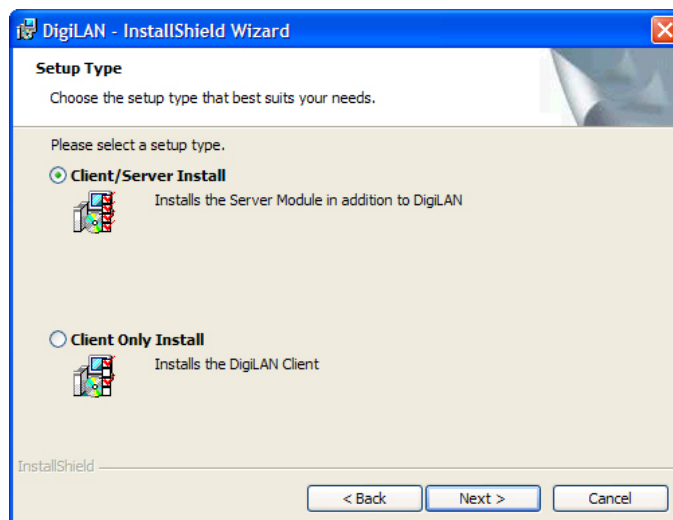 DigiLAN - InstallShield Wizard
Setup Type
Choose the setup type that best suits your needs.
Please select a setup type.
Client/Server Install
Installs the Server Module in addition to DigiLAN
Client Only Install
Installs the DigiLAN Client
InstallShield
< Back
Next >
Cancel